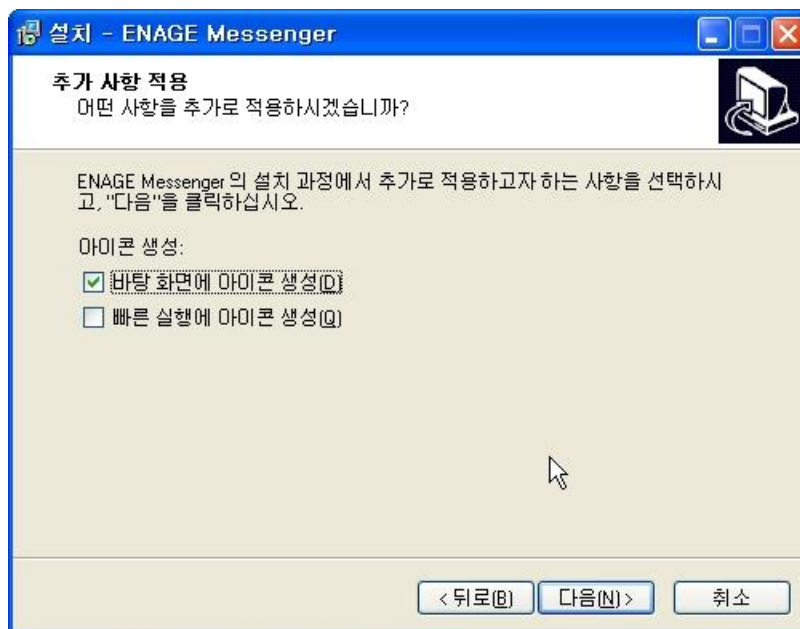 설치 - ENAGE Messenger
추가 사항 적용
어떤 사항을 추가로 적용하시겠습니까?
ENAGE Messenger 의 설치 과정에서 추가로 적용하고자 하는 사항을 선택하시
고, "다음"을 클릭하십시오.
아이콘 생성:
바탕 화면에 아이콘 생성(D)
빠른 실행에 아이콘 생성(Q)
< 뒤로(B) 다음(N) > 취소